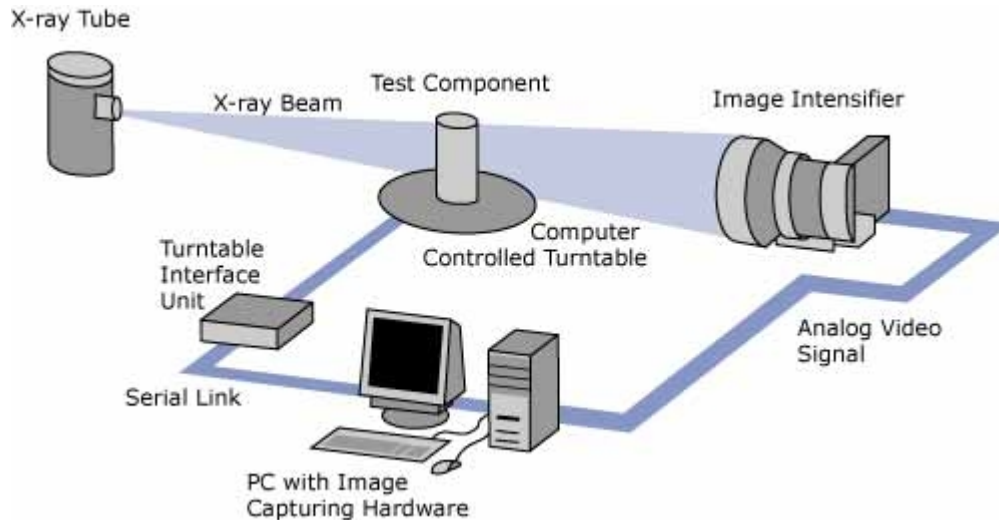 X-ray Tube
X-ray Beam
Test Component
Image Intensifier
Computer
Controlled Turntable
Turntable
Interface
Unit
Analog Video
Signal
Serial Link
PC with Image
Capturing Hardware